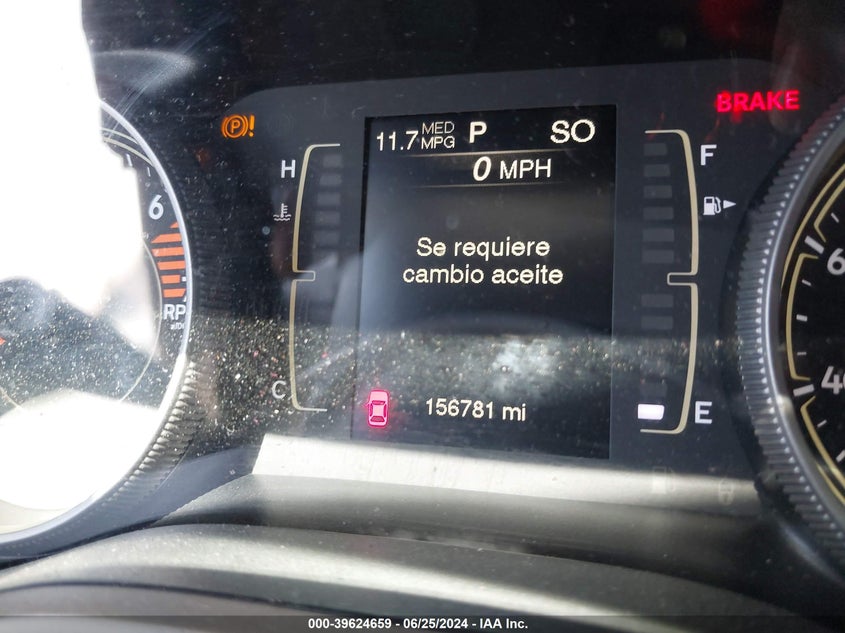 BRAKE
11.7 MED MPG P SO
0 MPH
H
F
6
Se requiere
cambio aceite
C
156781 mi
E
000-39624659 - 06/25/2024 - IAA Inc.